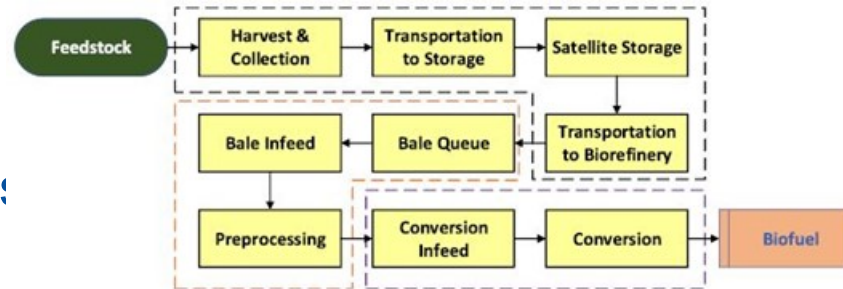 Feedstock
Harvest &
Collection
Transportation
to Storage
Satellite Storage
Transportation
to Biorefinery
Bale Queue
Bale Infeed
Preprocessing
Conversion
Infeed
Conversion
Biofuel